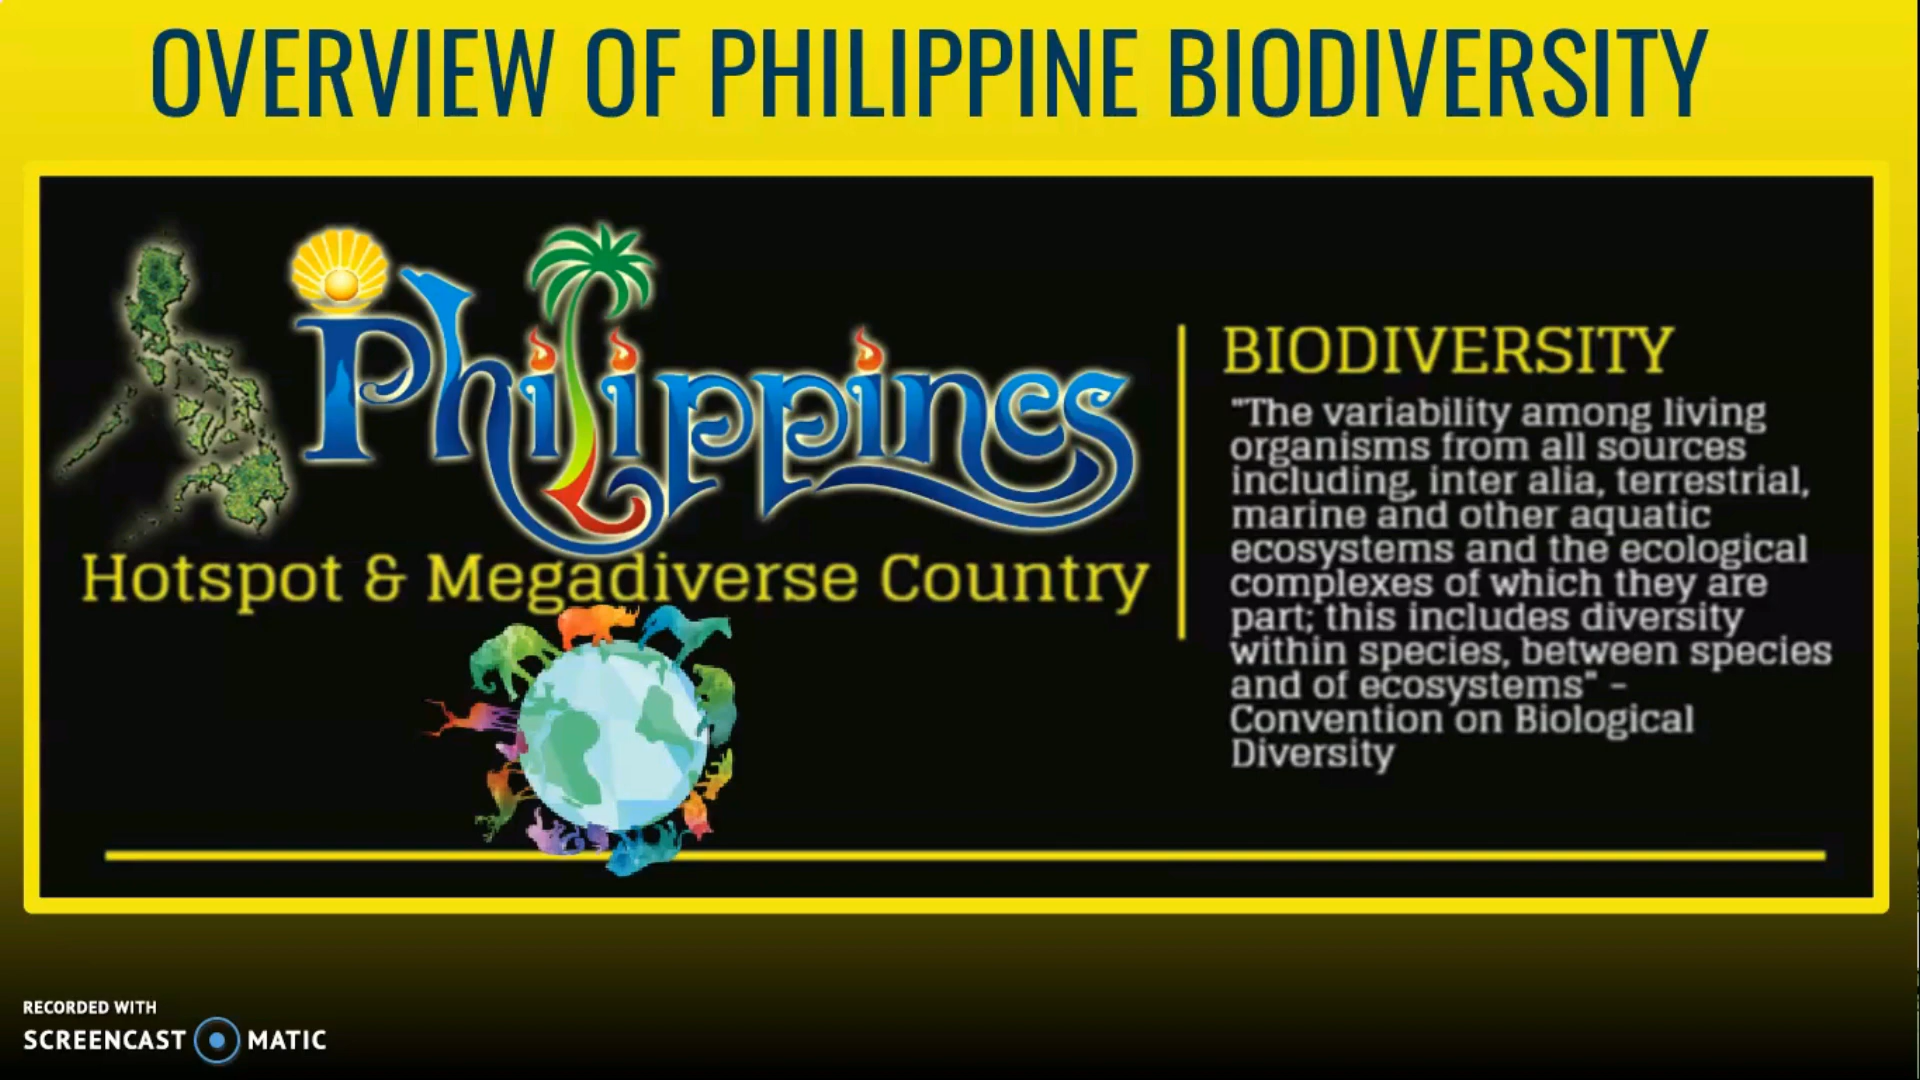 OVERVIEW OF PHILIPPINE BIODIVERSITY
Philippines
Hotspot & Megadiverse Country
BIODIVERSITY
"The variability among living
organisms from all sources
including, inter alia, terrestrial,
marine and other aquatic
ecosystems and the ecological
complexes of which they are
part; this includes diversity
within species, between species
and of ecosystems" –
Convention on Biological
Diversity
RECORDED WITH
SCREENCAST MATIC